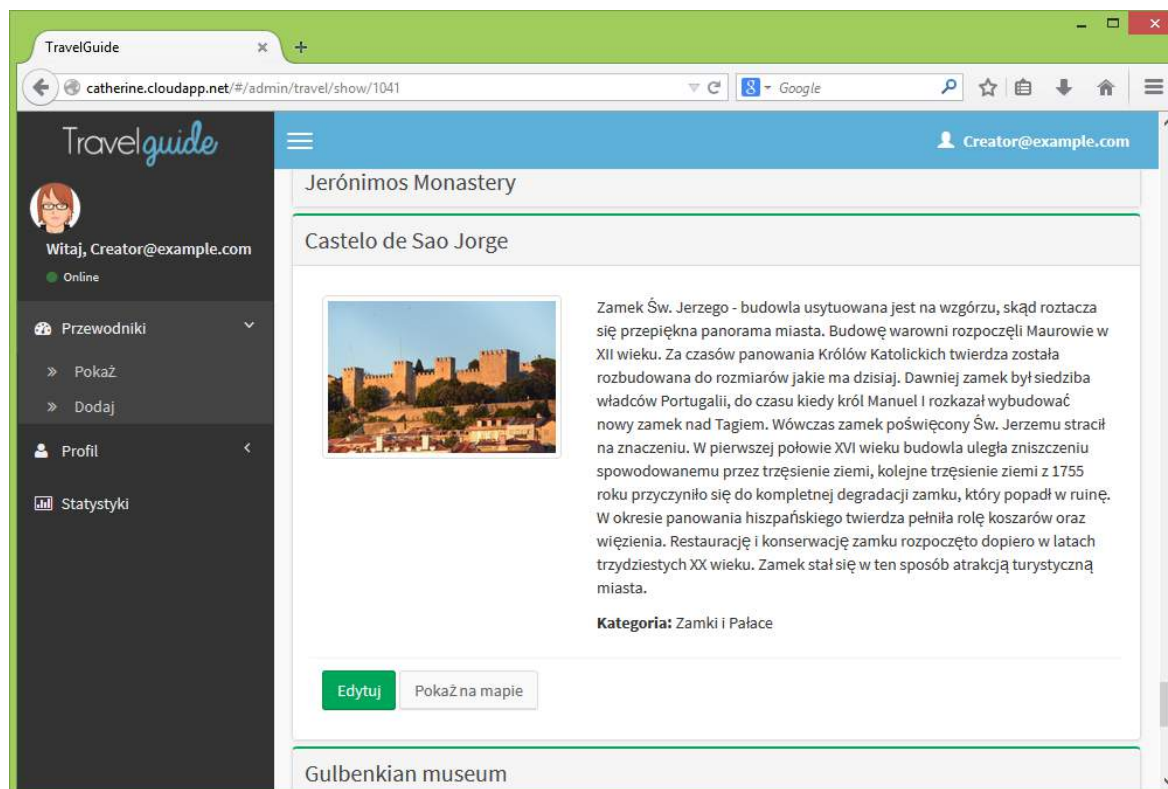 TravelGuide
catherine.cloudapp.net/#/admin/travel/show/1041
Google
Travelguide
Creator@example.com
Witaj, Creator@example.com
Online
Przewodniki
Pokaż
Dodaj
Profil
Statystyki
Jerónimos Monastery
Castelo de Sao Jorge
Zamek Św. Jerzego - budowla usytuowana jest na wzgórzu, skąd roztacza
się przepiękna panorama miasta. Budowę warowni rozpoczęli Maurowie w
XII wieku. Za czasów panowania Królów Katolickich twierdza została
rozbudowana do rozmiarów jakie ma dzisiaj. Dawniej zamek był siedziba
władców Portugalii, do czasu kiedy król Manuel I rozkazał wybudować
nowy zamek nad Tagiem. Wówczas zamek poświęcony Św. Jerzemu stracił
na znaczeniu. W pierwszej połowie XVI wieku budowla uległa zniszczeniu
spowodowanemu przez trzęsienie ziemi, kolejne trzęsienie ziemi z 1755
roku przyczyniło się do kompletnej degradacji zamku, który popadł w ruinę.
W okresie panowania hiszpańskiego twierdza pełniła rolę koszarów oraz
więzienia. Restaurację i konserwację zamku rozpoczęto dopiero w latach
trzydziestych XX wieku. Zamek stał się w ten sposób atrakcją turystyczną
miasta.
Kategoria: Zamki i Pałace
Edytuj Pokaż na mapie
Gulbenkian museum